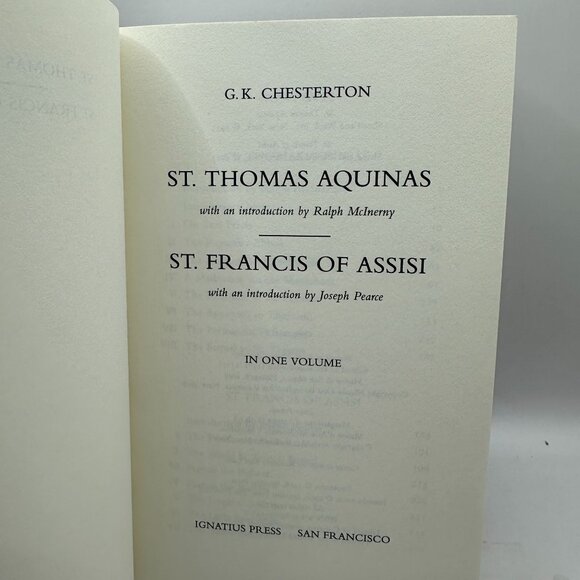 G. K. CHESTERTON
ST. THOMAS AQUINAS
with an introduction by Ralph McInerny
ST. FRANCIS OF ASSISI
with an introduction by Joseph Pearce
IN ONE VOLUME
IGNATIUS PRESS SAN FRANCISCO